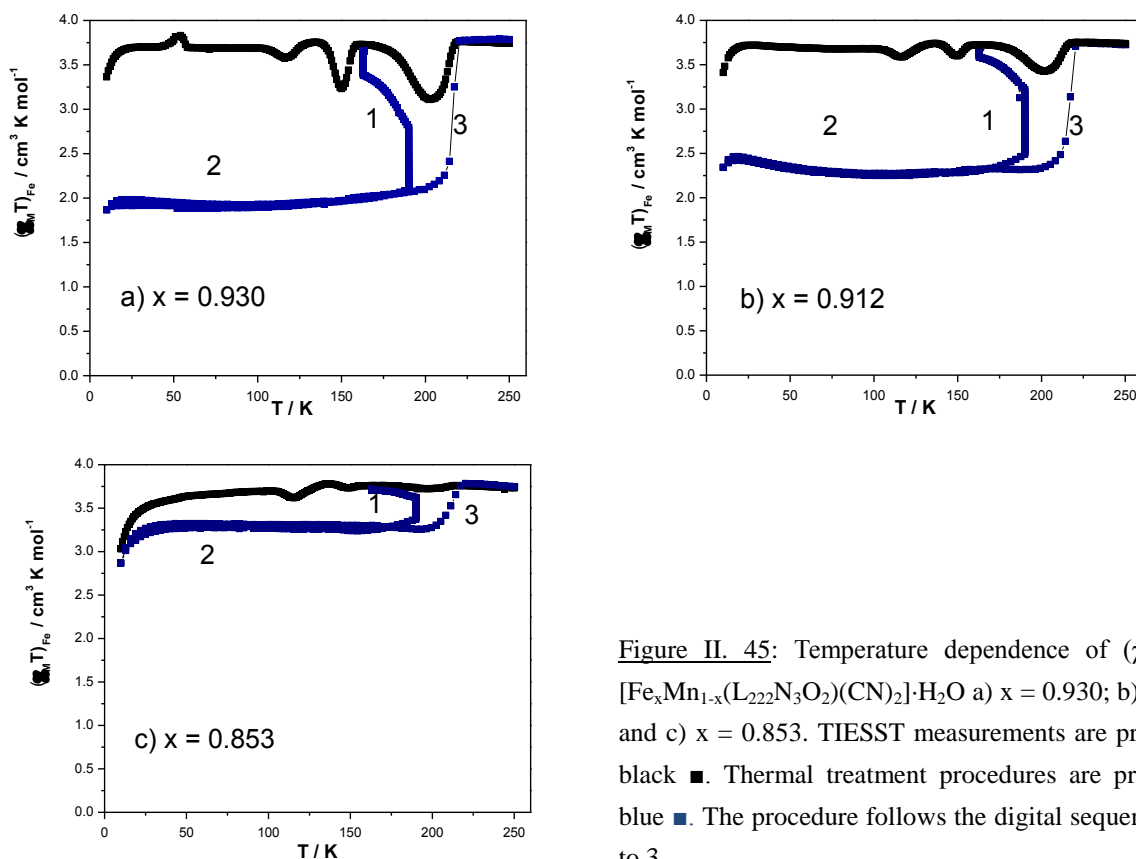 4.0
3.5
3.0
2.5
2.0
1.5
1.0
0.5
0.0
0 50 100 150 200 250
T / K
1
2
3
a) x = 0.930
4.0
3.5
3.0
2.5
2.0
1.5
1.0
0.5
0.0
0 50 100 150 200 250
T / K
1
2
3
b) x = 0.912
4.0
3.5
3.0
2.5
2.0
1.5
1.0
0.5
0.0
0 50 100 150 200 250
T / K
1
2
3
c) x = 0.853
T)Fe / cm³ K mol⁻¹
T)Fe / cm³ K mol⁻¹
T)Fe / cm³ K mol⁻¹
Figure II. 45: Temperature dependence of
[FeₓMn₁₋ₓ(L₂₂₂N₃O₂)(CN)₂]·H₂O a) x = 0.930; b)
and c) x = 0.853. TIESST measurements are
black ■. Thermal treatment procedures are
blue ■. The procedure follows the digital
to 3.